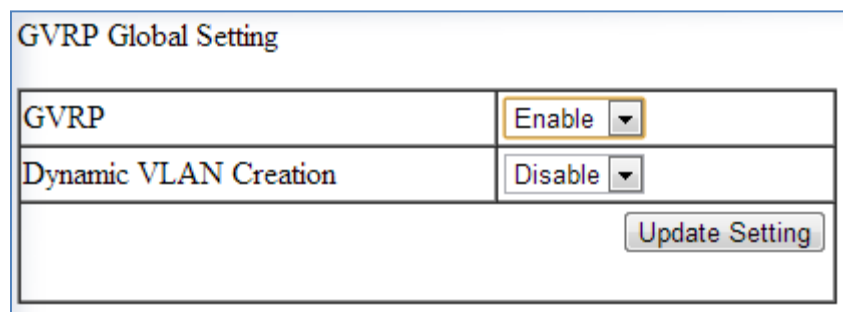 GVRP Global Setting
GVRP Enable
Dynamic VLAN Creation Disable
Update Setting